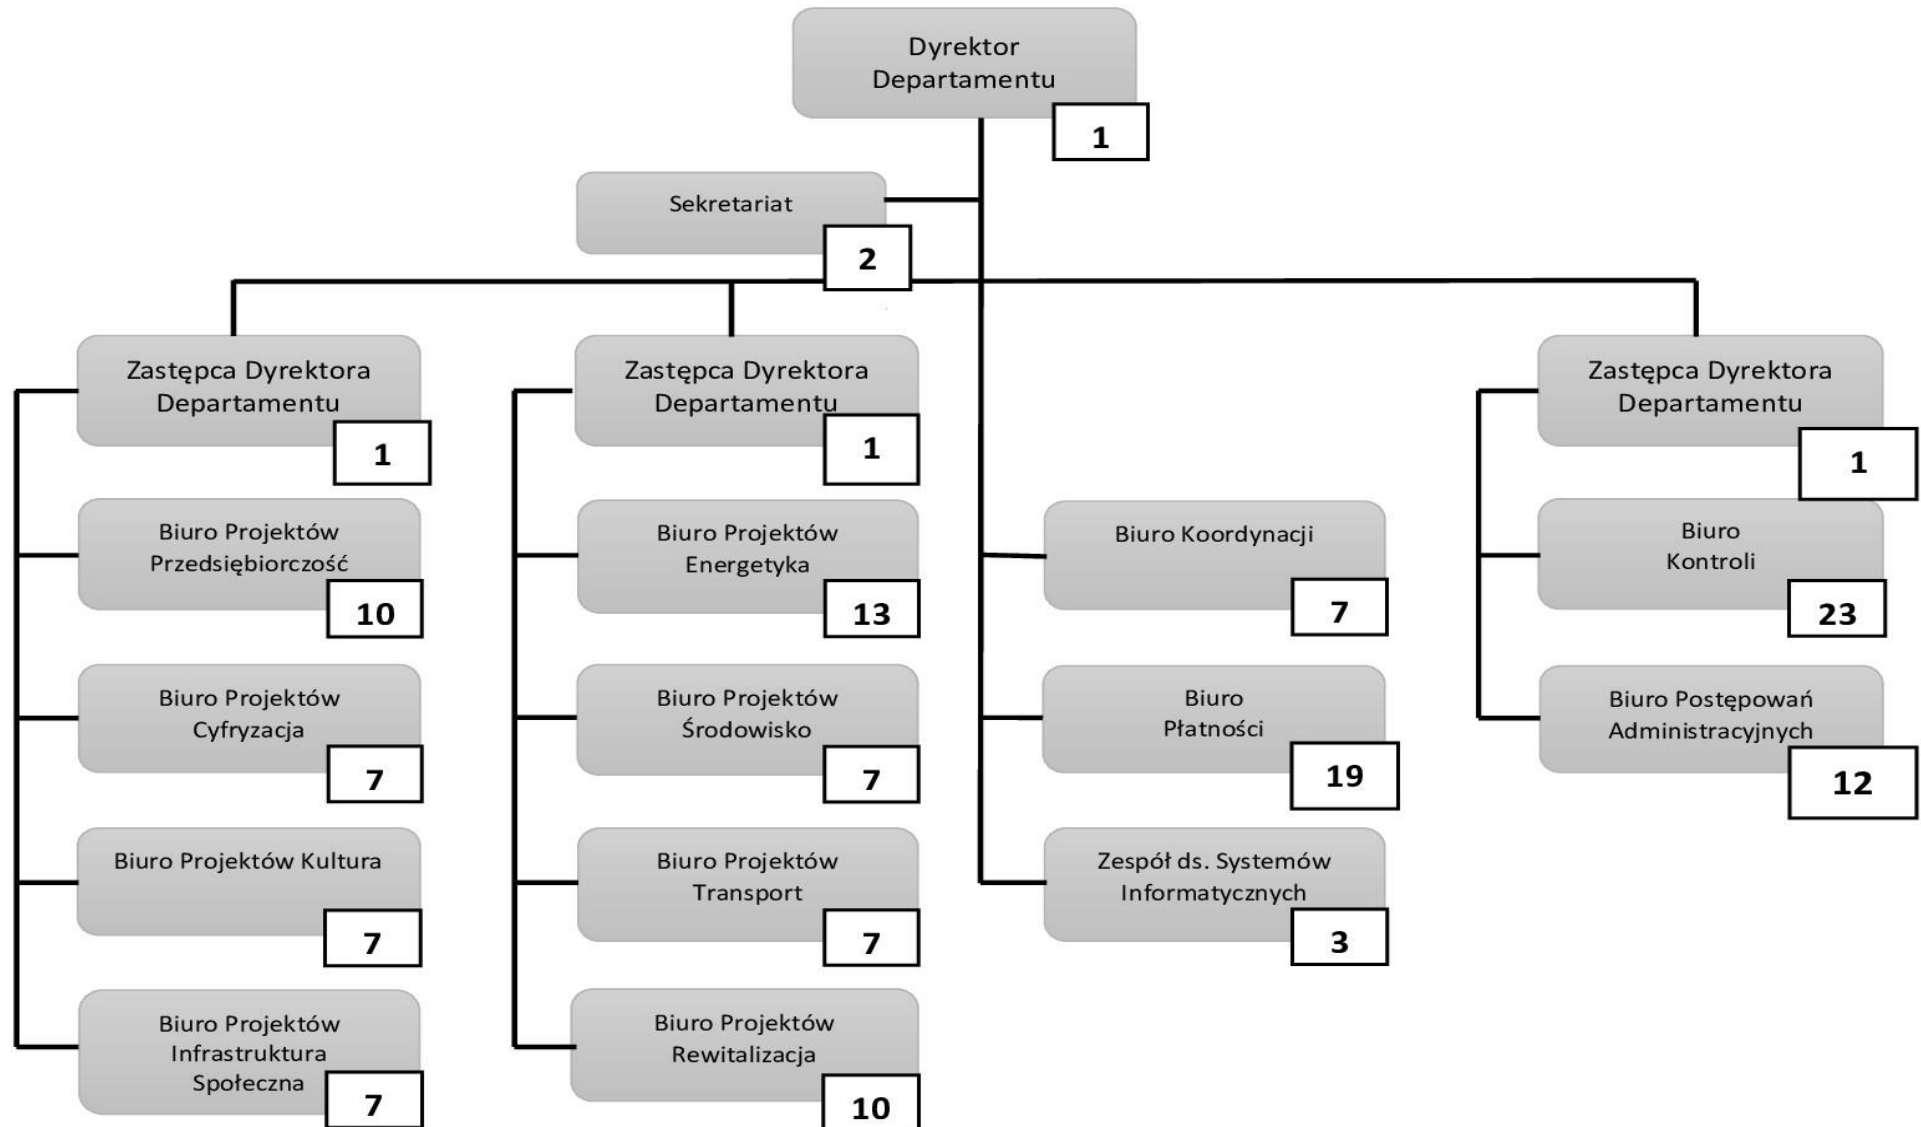 Dyrektor
Departamentu
1
Sekretariat
2
Zastępca Dyrektora
Departamentu
1
Biuro Projektów
Przedsiębiorczość
10
Biuro Projektów
Cyfryzacja
7
Biuro Projektów Kultura
7
Biuro Projektów
Infrastruktura
Społeczna
7
Zastępca Dyrektora
Departamentu
1
Biuro Projektów
Energetyka
13
Biuro Projektów
Środowisko
7
Biuro Projektów
Transport
7
Biuro Projektów
Rewitalizacja
10
Biuro Koordynacji
7
Biuro
Płatności
19
Zespół ds. Systemów
Informatycznych
3
Zastępca Dyrektora
Departamentu
1
Biuro
Kontroli
23
Biuro Postępowań
Administracyjnych
12